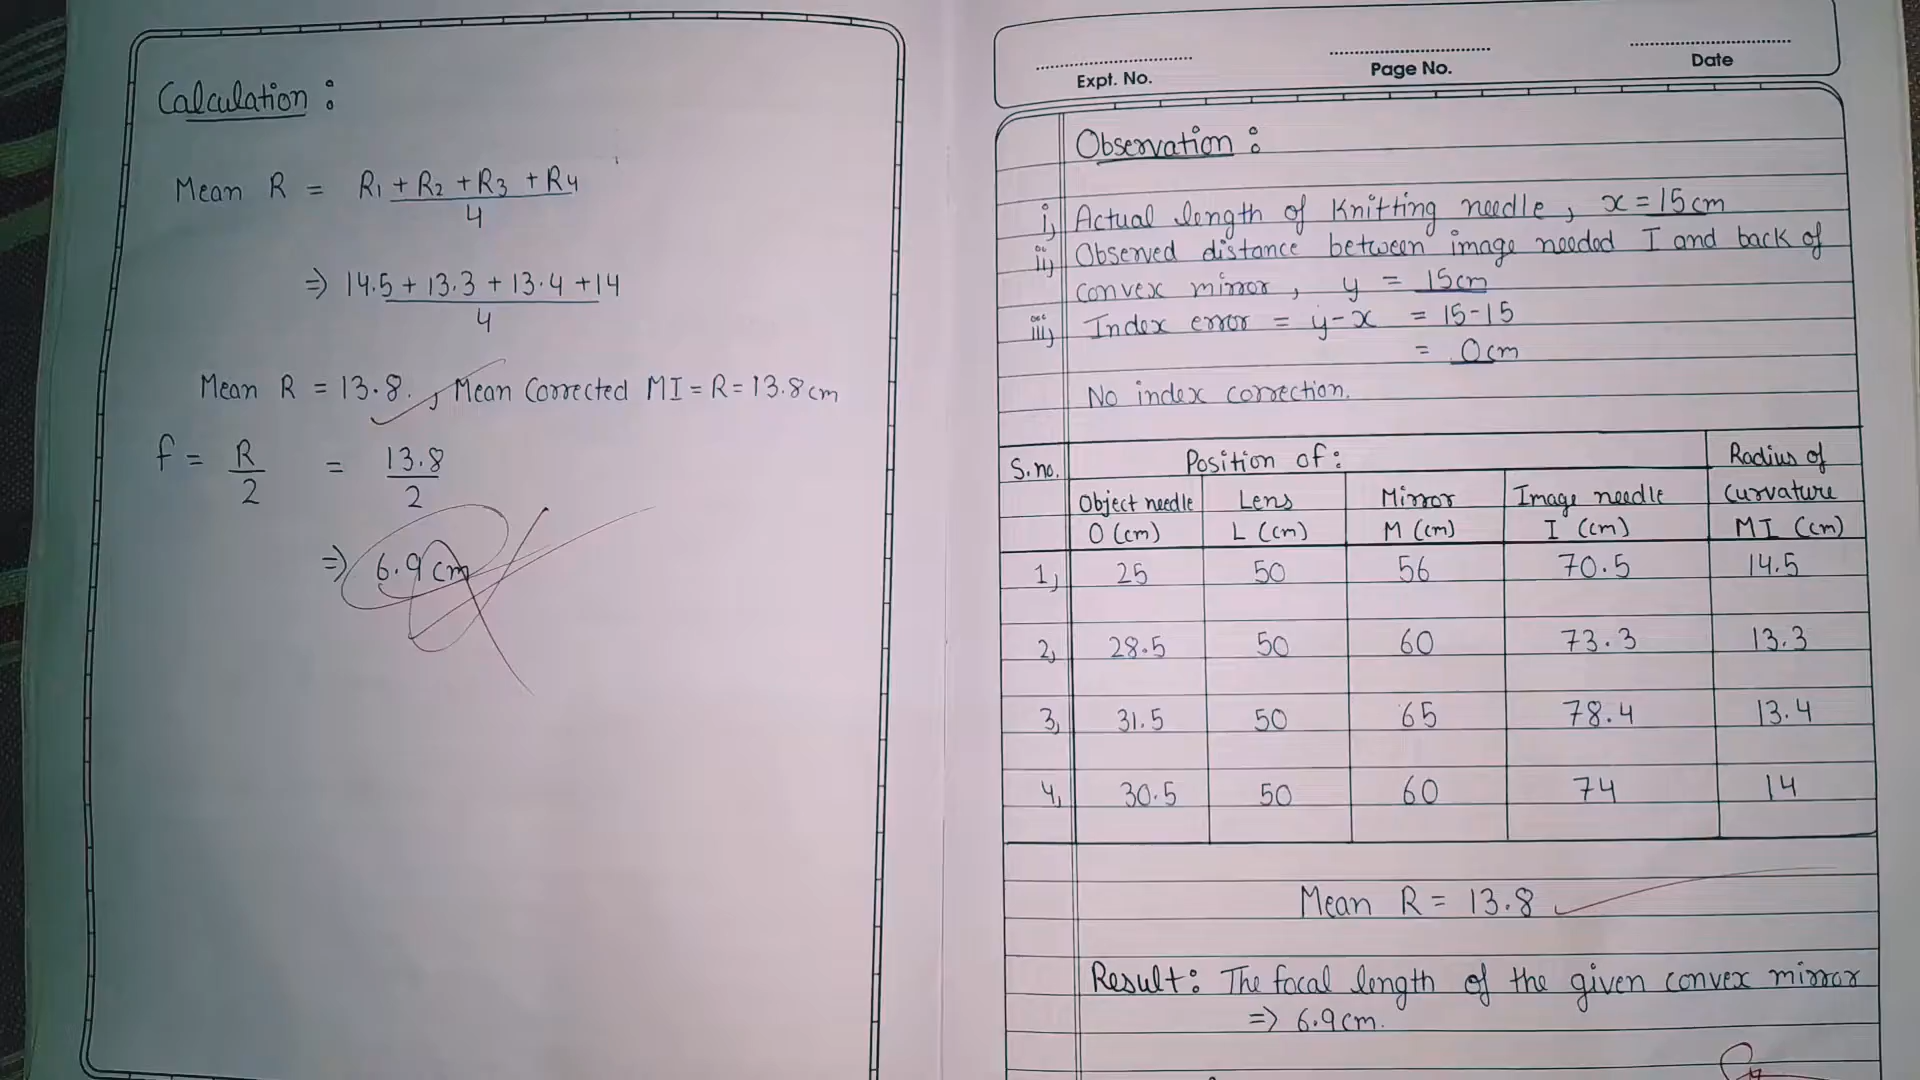 Calculation :
Mean R = R1 + R2 + R3 + R4
4
=> 14.5 + 13.3 + 13.4 + 14
4
Mean R = 13.8. , Mean Corrected MI = R = 13.8 cm
f = R = 13.8
2 2
=> 6.9 cm
Expt. No. Page No. Date
Observation :
i, Actual length of Knitting needle , x = 15 cm
ii, Observed distance between image needed I and back of
convex mirror , y = 15 cm
iii, Index error = y - x = 15 - 15
= 0 cm
No index correction.
S.no. Position of : Radius of
Object needle Lens Mirror Image needle Curvature
O (cm) L (cm) M (cm) I (cm) MI (cm)
1, 25 50 56 70.5 14.5
2, 28.5 50 60 73.3 13.3
3, 31.5 50 65 78.4 13.4
4, 30.5 50 60 74 14
Mean R = 13.8
Result : The focal length of the given convex mirror
=> 6.9 cm.